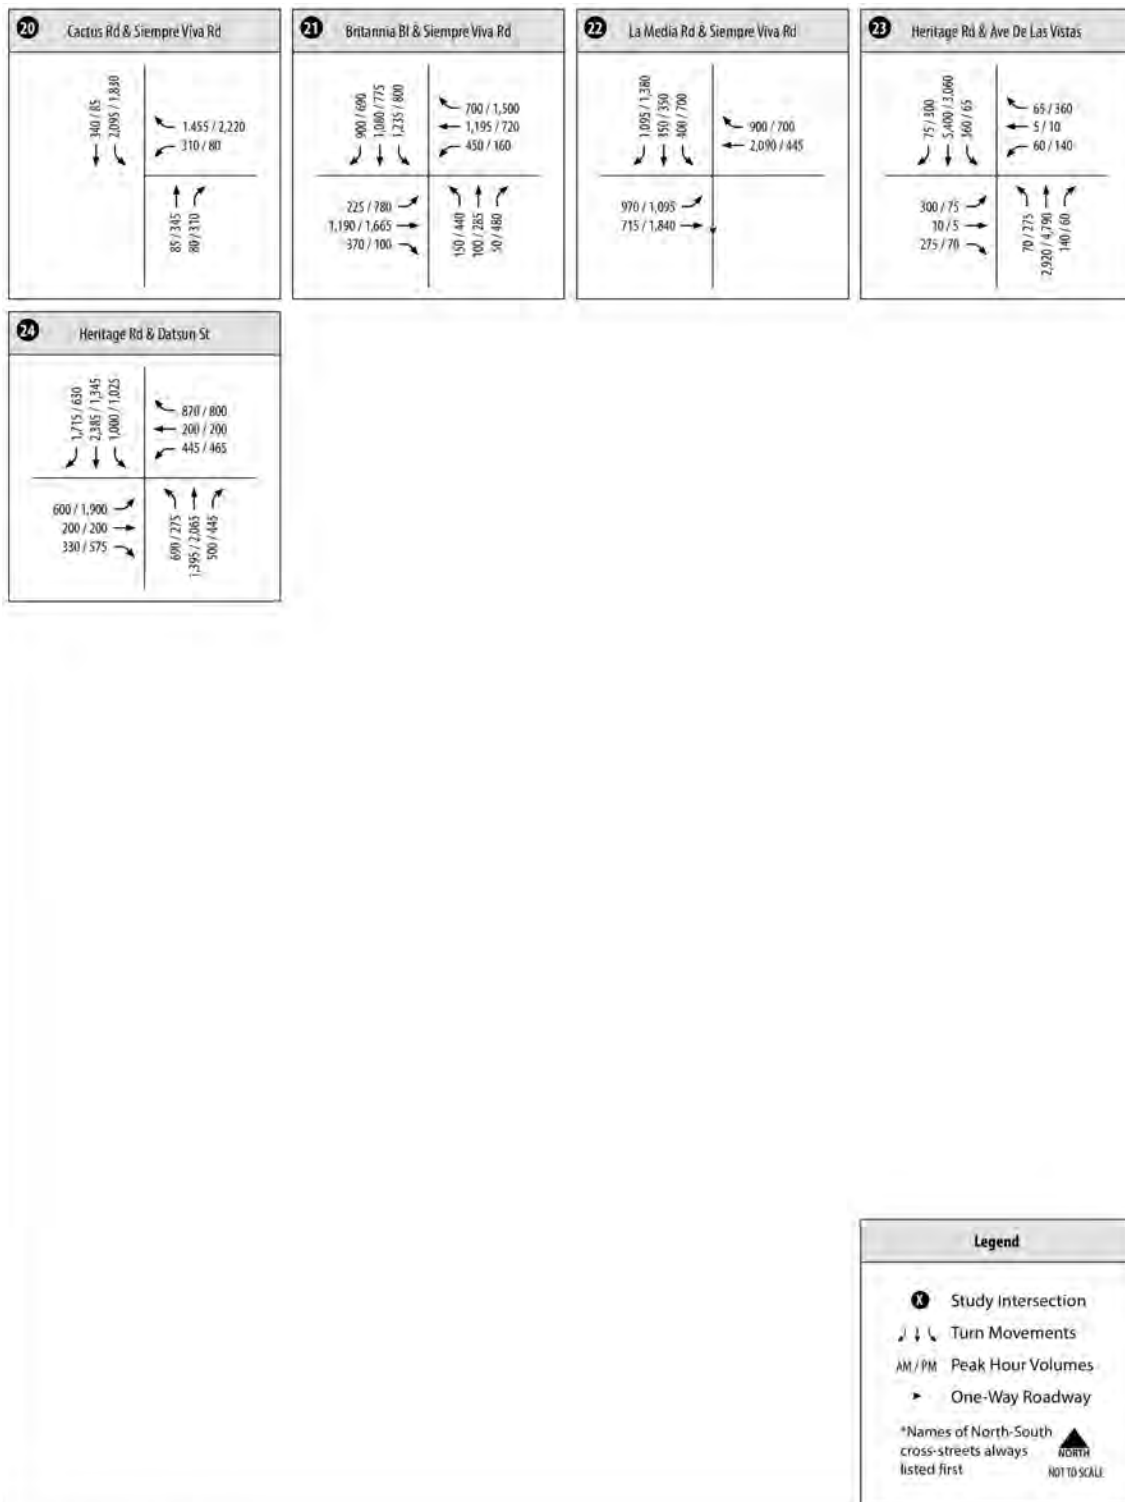 20 Cactus Rd & Siempre Viva Rd
340 / 85
2,095 / 1,830
1.455 / 2,220
310 / 80
85 / 345
80 / 310
21 Britannia Bl & Siempre Viva Rd
900 / 690
1,080 / 775
1,235 / 800
700 / 1,500
1,195 / 720
450 / 160
225 / 780
1,190 / 1,665
370 / 100
150 / 440
100 / 285
50 / 480
22 La Media Rd & Siempre Viva Rd
1,095 / 1,380
350 / 350
400 / 700
900 / 700
2,090 / 445
970 / 1,095
715 / 1,840
23 Heritage Rd & Ave De Las Vistas
75 / 300
5,400 / 3,060
360 / 65
65 / 360
5 / 10
60 / 140
300 / 75
10 / 5
275 / 70
70 / 275
2,920 / 4,790
140 / 60
24 Heritage Rd & Datsun St
1,715 / 630
2,385 / 1,345
1,000 / 1,025
870 / 800
200 / 200
445 / 465
600 / 1,900
200 / 200
330 / 575
690 / 275
1,395 / 2,065
500 / 445
Legend
X Study Intersection
Turn Movements
AM / PM Peak Hour Volumes
One-Way Roadway
*Names of North-South
cross-streets always
listed first
NORTH
NOT TO SCALE